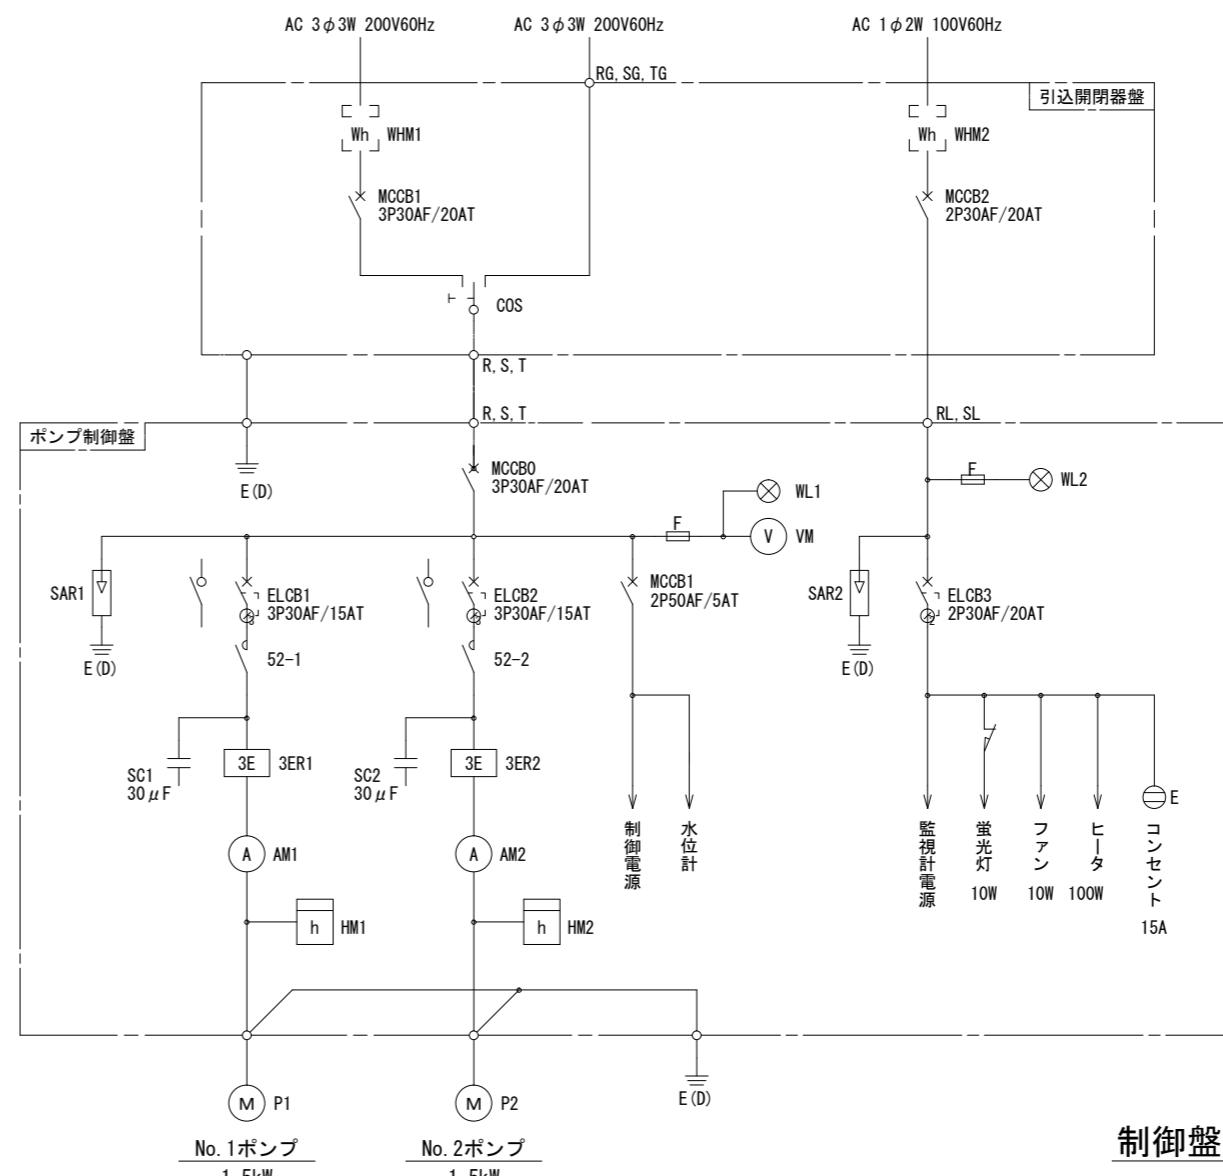 AC 3φ3W 200V60Hz
AC 3φ3W 200V60Hz
AC 1φ2W 100V60Hz
RG, SG, TG
引込開閉器盤
Wh WHM1
Wh WHM2
MCCB1
3P30AF/20AT
MCCB2
2P30AF/20AT
COS
R, S, T
R, S, T
RL, SL
ポンプ制御盤
E(D)
MCCB0
3P30AF/20AT
F
WL1
V VM
F
WL2
SAR1
E(D)
ELCB1
3P30AF/15AT
ELCB2
3P30AF/15AT
MCCB1
2P50AF/5AT
SAR2
E(D)
ELCB3
2P30AF/20AT
52-1
52-2
SC1
30μF
3E 3ER1
SC2
30μF
3E 3ER2
A AM1
A AM2
制御電源
水位計
監視計電源
蛍光灯
10W
ファン
10W
ヒータ
100W
E
コンセント
15A
h HM1
h HM2
E(D)
M P1
M P2
No.1ポンプ
1.5kW
No.2ポンプ
1.5kW
制御盤